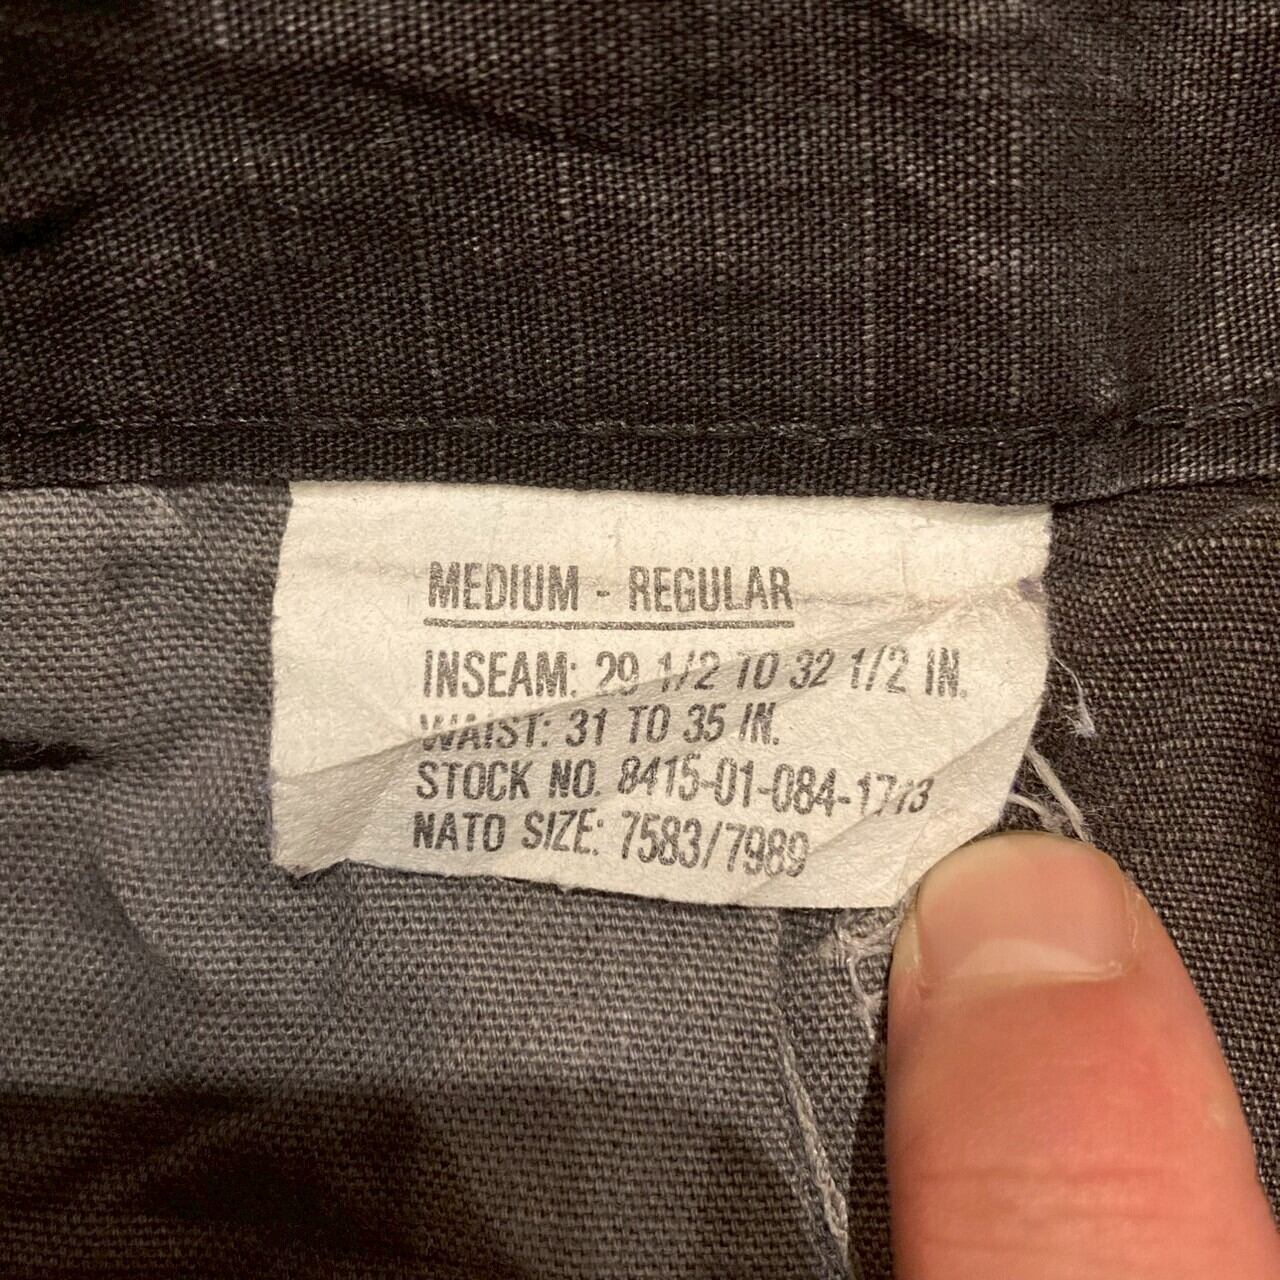 MEDIUM - REGULAR
INSEAM: 29 1/2 TO 32 1/2 IN.
WAIST: 31 TO 35 IN.
STOCK NO. 8415-01-084-1713
NATO SIZE: 7583/7989